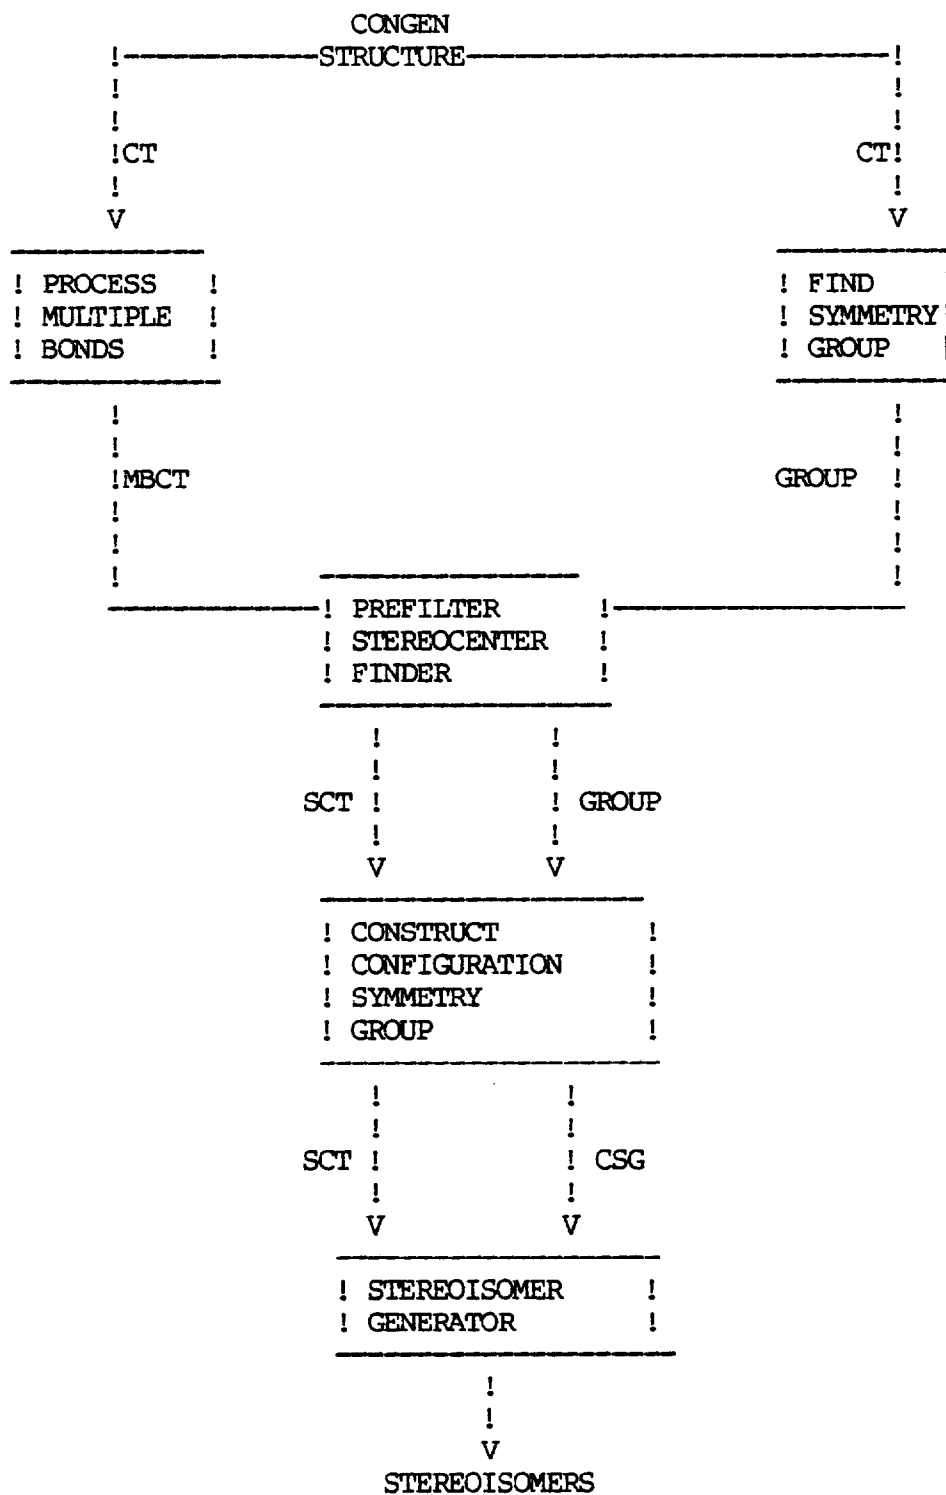 CONGEN
STRUCTURE
CT
CT
V
V
PROCESS
MULTIPLE
BONDS
FIND
SYMMETRY
GROUP
MBCT
GROUP
PREFILTER
STEREOCENTER
FINDER
SCT
GROUP
V
V
CONSTRUCT
CONFIGURATION
SYMMETRY
GROUP
SCT
CSG
V
V
STEREOISOMER
GENERATOR
V
STEREOISOMERS